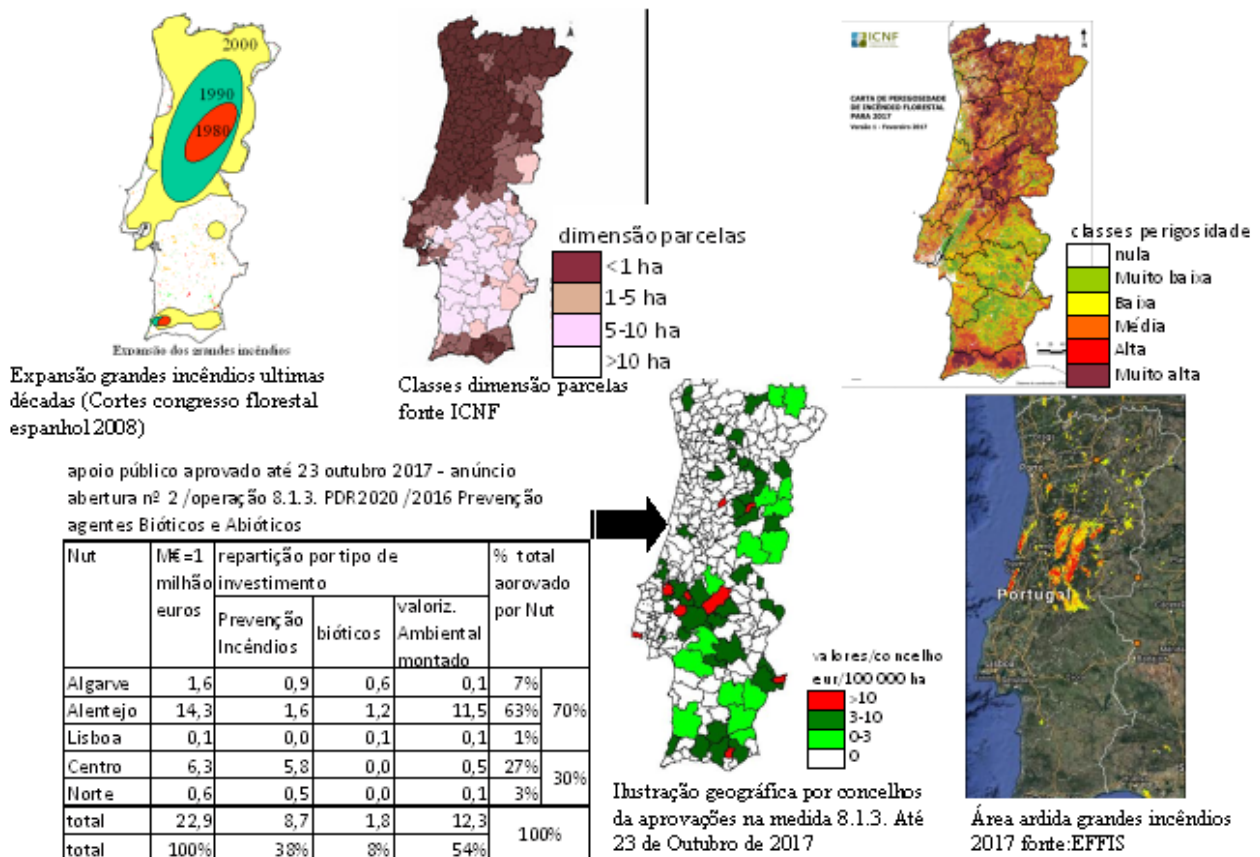 2000
1990
1980
Expansão dos grandes incêndios
Expansão grandes incêndios ultimas
décadas (Cortes congresso florestal
espanhol 2008)
dimensão parcelas
<1 ha
1-5 ha
5-10 ha
>10 ha
Classes dimensão parcelas
fonte ICNF
ICNF
CARTA DE PERIGOSIDADE
DE INCÊNDIO FLORESTAL
PARA 2017
Versão 1 - Fevereiro 2017
classes perigosidade
nula
Muito baixa
Baixa
Média
Alta
Muito alta
apoio público aprovado até 23 outubro 2017 - anúncio
abertura nº 2 /operação 8.1.3. PDR2020 /2016 Prevenção
agentes Bióticos e Abióticos
Nut M€=1 milhão euros repartição por tipo de investimento % total aprovado por Nut
Prevenção Incêndios bióticos valoriz. Ambiental montado
Algarve 1,6 0,9 0,6 0,1 7%
Alentejo 14,3 1,6 1,2 11,5 63% 70%
Lisboa 0,1 0,0 0,1 0,1 1%
Centro 6,3 5,8 0,0 0,5 27% 30%
Norte 0,6 0,5 0,0 0,1 3%
total 22,9 8,7 1,8 12,3 100%
total 100% 38% 8% 54%
valores/concelho
eur/100 000 ha
>10
3-10
0-3
0
Ilustração geográfica por concelhos
da aprovações na medida 8.1.3. Até
23 de Outubro de 2017
Porto
Portugal
Lisboa
Área ardida grandes incêndios
2017 fonte:EFFIS